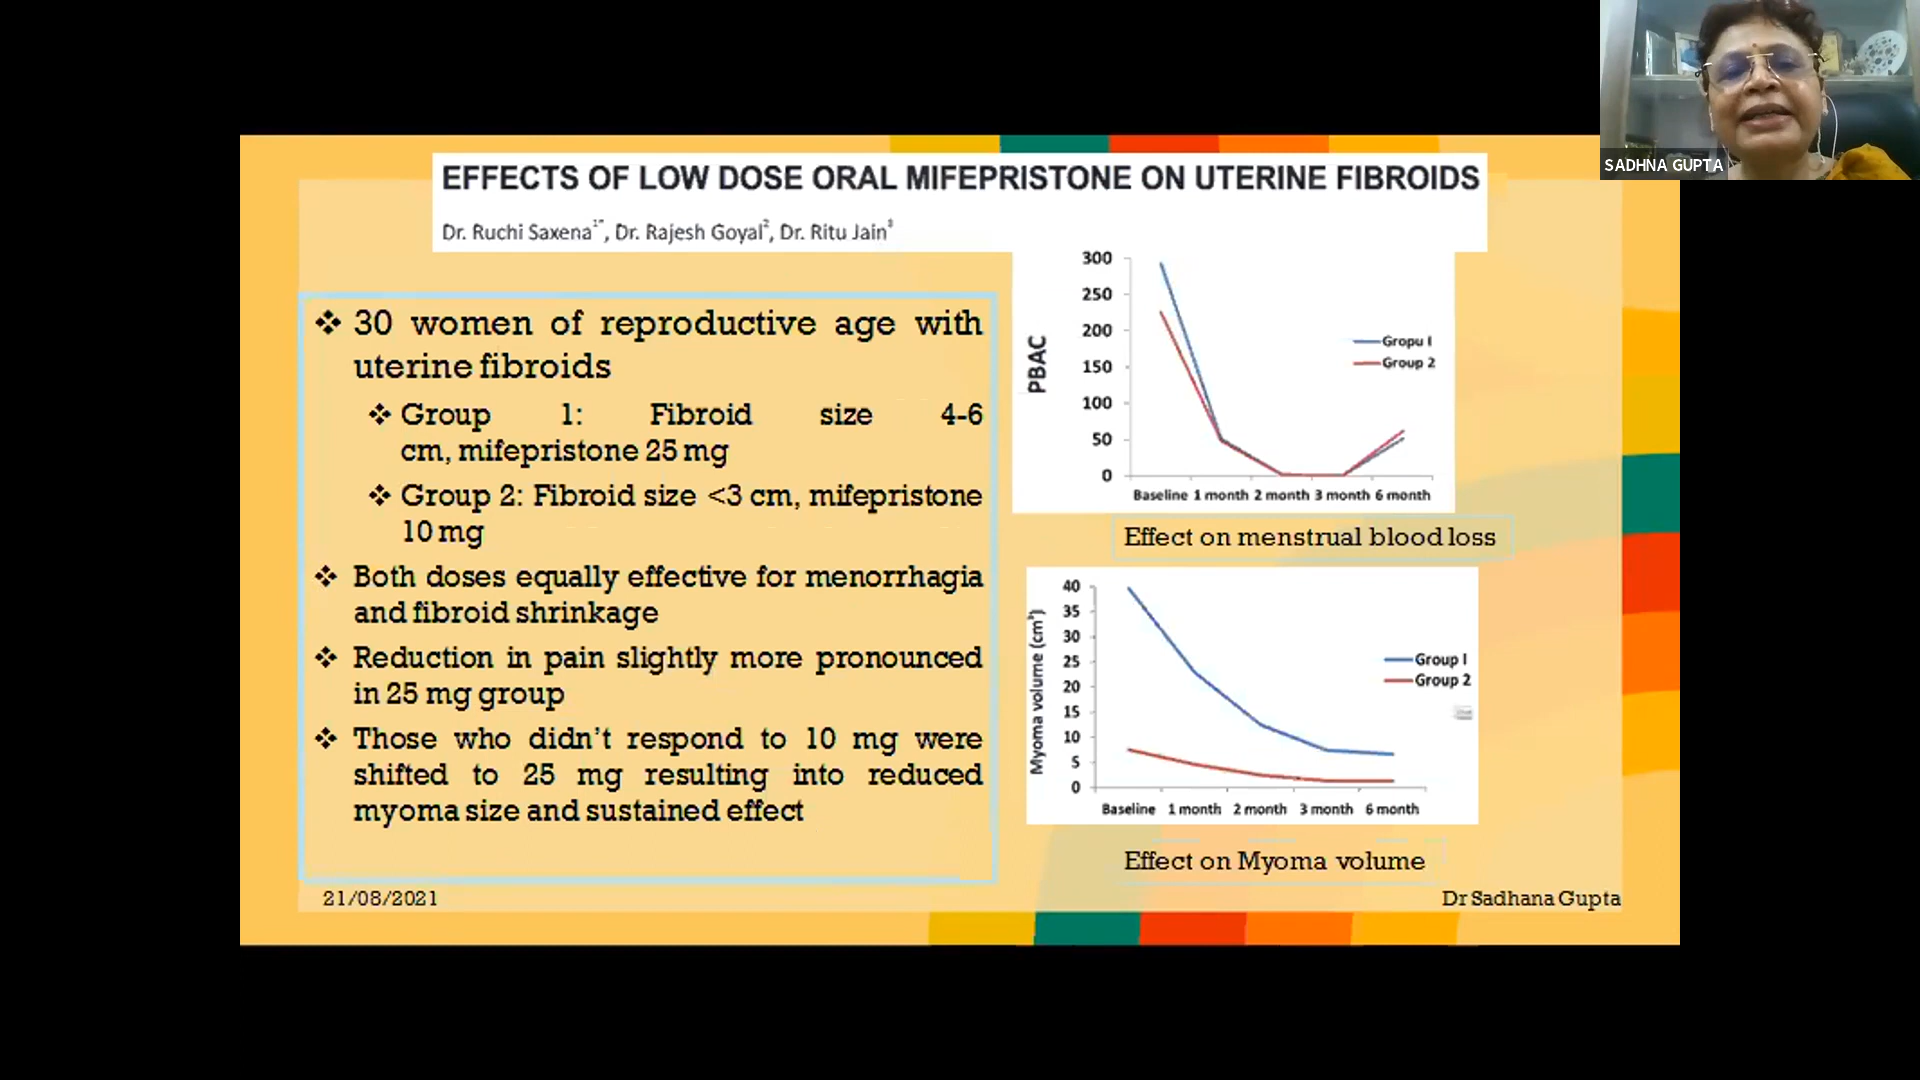 SADHNA GUPTA
EFFECTS OF LOW DOSE ORAL MIFEPRISTONE ON UTERINE FIBROIDS
Dr. Ruchi Saxena1*, Dr. Rajesh Goyal2, Dr. Ritu Jain3
❖ 30 women of reproductive age with
uterine fibroids
❖ Group 1: Fibroid size 4-6
cm, mifepristone 25 mg
❖ Group 2: Fibroid size <3 cm, mifepristone
10 mg
❖ Both doses equally effective for menorrhagia
and fibroid shrinkage
❖ Reduction in pain slightly more pronounced
in 25 mg group
❖ Those who didn't respond to 10 mg were
shifted to 25 mg resulting into reduced
myoma size and sustained effect
PBAC
300
250
200
150
100
50
0
Gropu I
Group 2
Baseline 1 month 2 month 3 month 6 month
Effect on menstrual blood loss
Myoma volume (cm³)
40
35
30
25
20
15
10
5
0
Group I
Group 2
Baseline 1 month 2 month 3 month 6 month
Effect on Myoma volume
21/08/2021
Dr Sadhana Gupta